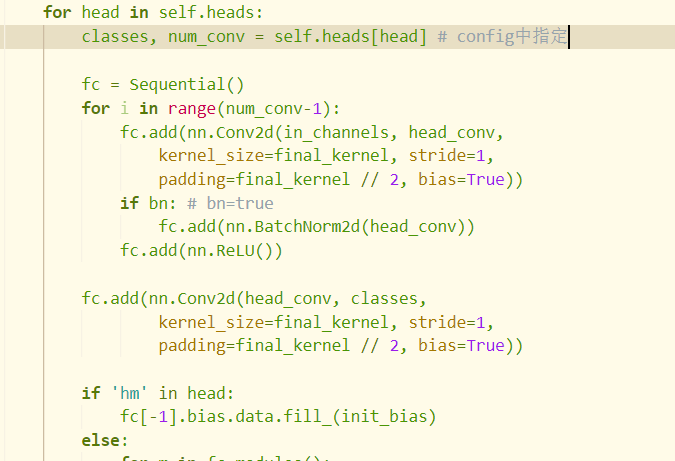 for head in self.heads:
classes, num_conv = self.heads[head] # config中指定
fc = Sequential()
for i in range(num_conv-1):
fc.add(nn.Conv2d(in_channels, head_conv,
kernel_size=final_kernel, stride=1,
padding=final_kernel // 2, bias=True))
if bn: # bn=true
fc.add(nn.BatchNorm2d(head_conv))
fc.add(nn.ReLU())
fc.add(nn.Conv2d(head_conv, classes,
kernel_size=final_kernel, stride=1,
padding=final_kernel // 2, bias=True))
if 'hm' in head:
fc[-1].bias.data.fill_(init_bias)
else: